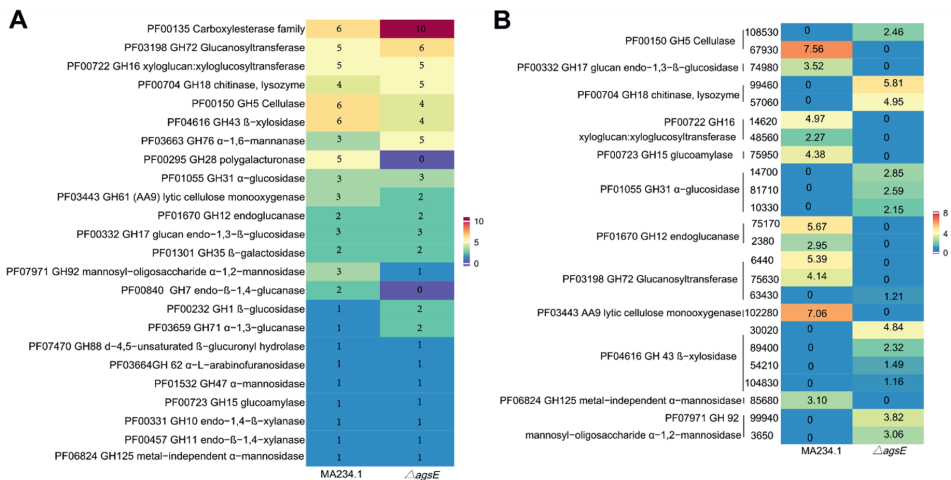 A
PF00135 Carboxylesterase family 6 10
PF03198 GH72 Glucanosyltransferase 5 6
PF00722 GH16 xyloglucan:xyloglucosyltransferase 5 5
PF00704 GH18 chitinase, lysozyme 4 5
PF00150 GH5 Cellulase 6 4
PF04616 GH43 ß−xylosidase 6 4
PF03663 GH76 α−1,6−mannanase 3 5
PF00295 GH28 polygalacturonase 5 0
PF01055 GH31 α−glucosidase 3 3
PF03443 GH61 (AA9) lytic cellulose monooxygenase 3 2
PF01670 GH12 endoglucanase 2 2
PF00332 GH17 glucan endo−1,3−ß−glucosidase 3 3
PF01301 GH35 ß−galactosidase 2 2
PF07971 GH92 mannosyl−oligosaccharide α−1,2−mannosidase 3 1
PF00840 GH7 endo−ß−1,4−glucanase 2 0
PF00232 GH1 ß−glucosidase 1 2
PF03659 GH71 α−1,3−glucanase 1 2
PF07470 GH88 d−4,5−unsaturated ß−glucuronyl hydrolase 1 1
PF03664GH 62 α−L−arabinofuranosidase 1 1
PF01532 GH47 α−mannosidase 1 1
PF00723 GH15 glucoamylase 1 1
PF00331 GH10 endo−1,4−ß−xylanase 1 1
PF00457 GH11 endo−ß−1,4−xylanase 1 1
PF06824 GH125 metal−independent α−mannosidase 1 1
MA234.1 △agsE
10
5
0
B
PF00150 GH5 Cellulase
108530 0 2.46
67930 7.56 0
PF00332 GH17 glucan endo−1,3−ß−glucosidase 74980 3.52 0
PF00704 GH18 chitinase, lysozyme
99460 0 5.81
57060 0 4.95
PF00722 GH16 14620 4.97 0
xyloglucan:xyloglucosyltransferase 48560 2.27 0
PF00723 GH15 glucoamylase 75950 4.38 0
PF01055 GH31 α−glucosidase
14700 0 2.85
81710 0 2.59
10330 0 2.15
PF01670 GH12 endoglucanase
75170 5.67 0
2380 2.95 0
PF03198 GH72 Glucanosyltransferase
6440 5.39 0
75630 4.14 0
63430 0 1.21
PF03443 AA9 lytic cellulose monooxygenase 102280 7.06 0
PF04616 GH 43 ß−xylosidase
30020 0 4.84
89400 0 2.32
54210 0 1.49
104830 0 1.16
PF06824 GH125 metal−independent α−mannosidase 85680 3.10 0
PF07971 GH 92 99940 0 3.82
mannosyl−oligosaccharide α−1,2−mannosidase 3650 0 3.06
MA234.1 △agsE
8
4
0